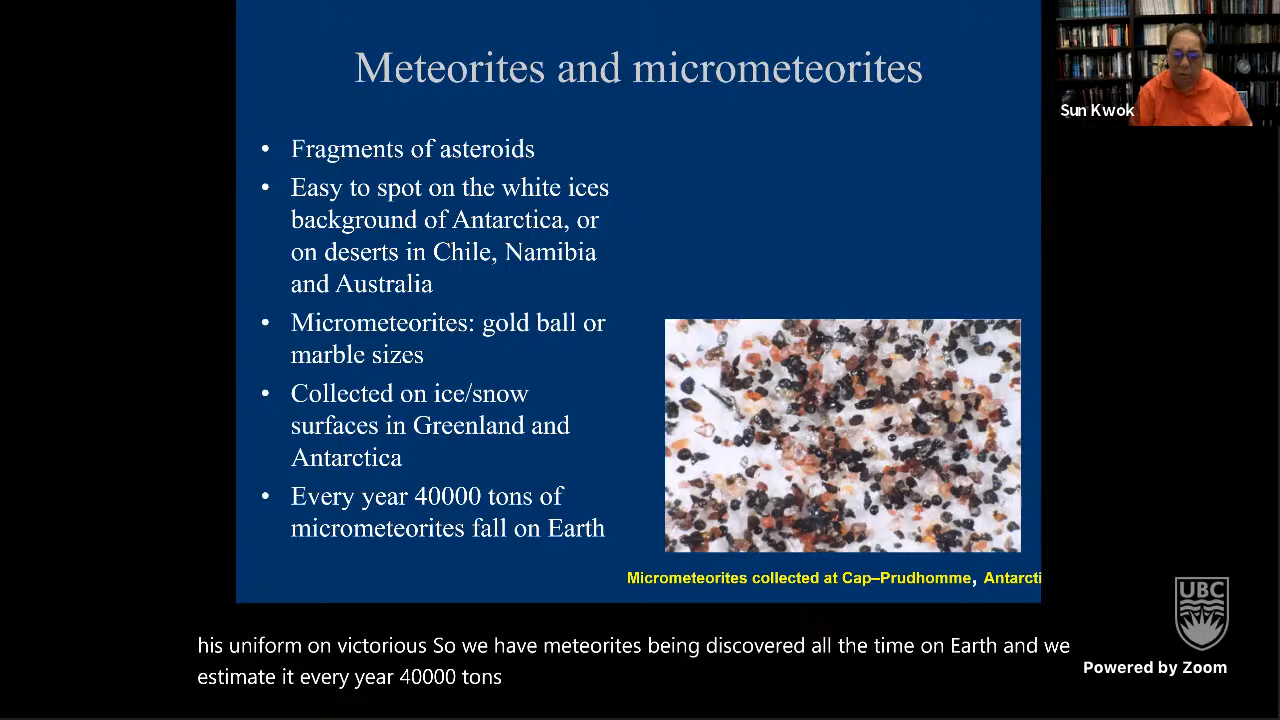 Meteorites and micrometeorites
• Fragments of asteroids
• Easy to spot on the white ices
background of Antarctica, or
on deserts in Chile, Namibia
and Australia
• Micrometeorites: gold ball or
marble sizes
• Collected on ice/snow
surfaces in Greenland and
Antarctica
• Every year 40000 tons of
micrometeorites fall on Earth
Micrometeorites collected at Cap–Prudhomme, Antarcti
Sun Kwok
his uniform on victorious So we have meteorites being discovered all the time on Earth and we
estimate it every year 40000 tons
UBC
Powered by Zoom